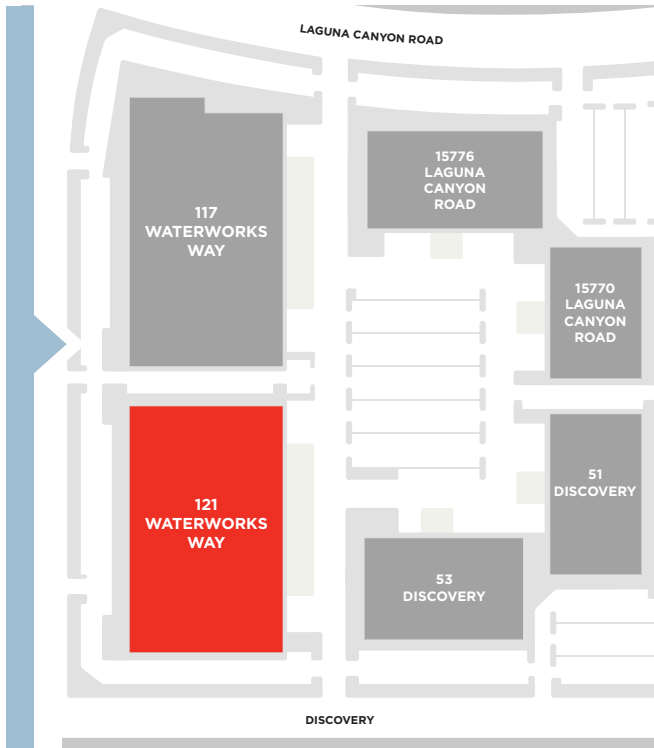 LAGUNA CANYON ROAD
15776
LAGUNA
CANYON
ROAD
117
WATERWORKS
WAY
15770
LAGUNA
CANYON
ROAD
121
WATERWORKS
WAY
51
DISCOVERY
53
DISCOVERY
DISCOVERY